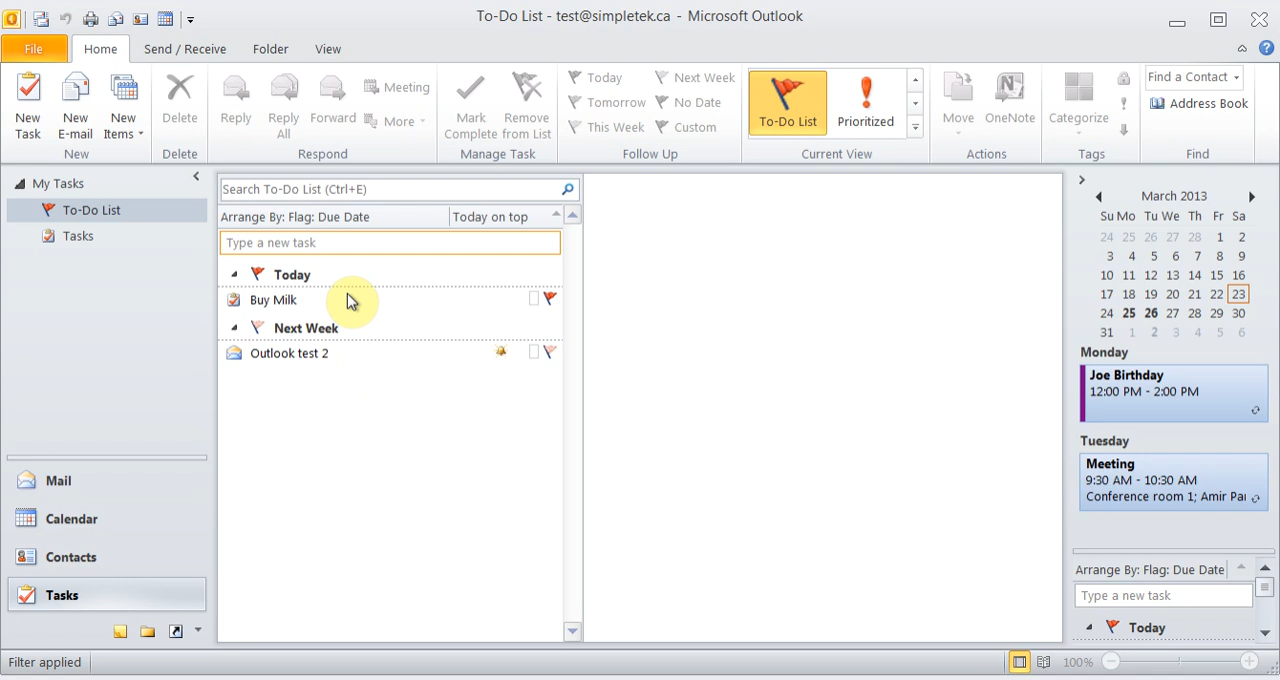 To-Do List - test@simpletek.ca - Microsoft Outlook
File Home Send / Receive Folder View
New Task
New E-mail
New Items
New
Delete
Delete
Reply
Reply All
Forward
Meeting
More
Respond
Mark Complete
Remove from List
Manage Task
Today
Tomorrow
This Week
Next Week
No Date
Custom
Follow Up
To-Do List
Prioritized
Current View
Move
OneNote
Actions
Categorize
Tags
Find a Contact
Address Book
Find
My Tasks
To-Do List
Tasks
Mail
Calendar
Contacts
Tasks
Search To-Do List (Ctrl+E)
Arrange By: Flag: Due Date Today on top
Type a new task
Today
Buy Milk
Next Week
Outlook test 2
March 2013
Su Mo Tu We Th Fr Sa
24 25 26 27 28 1 2
3 4 5 6 7 8 9
10 11 12 13 14 15 16
17 18 19 20 21 22 23
24 25 26 27 28 29 30
31 1 2 3 4 5 6
Monday
Joe Birthday
12:00 PM - 2:00 PM
Tuesday
Meeting
9:30 AM - 10:30 AM
Conference room 1; Amir Par
Arrange By: Flag: Due Date
Type a new task
Today
Filter applied
100%